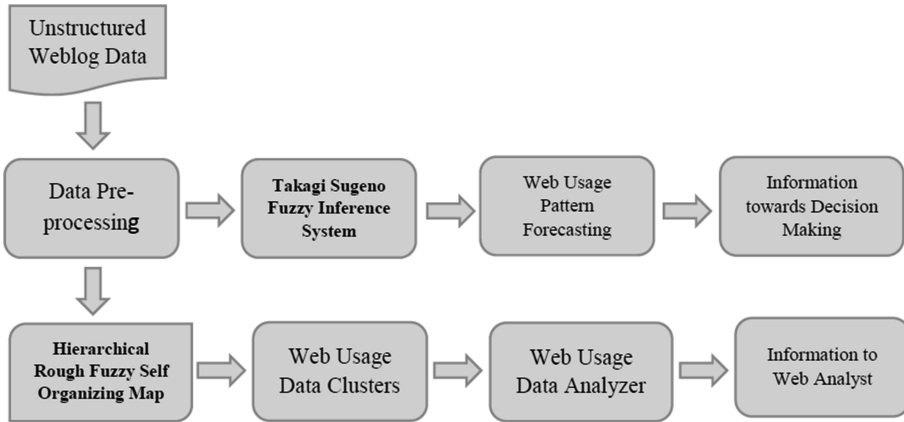 Unstructured
Weblog Data
Data Pre-
processing
Takagi Sugeno
Fuzzy Inference
System
Web Usage
Pattern
Forecasting
Information
towards Decision
Making
Hierarchical
Rough Fuzzy Self
Organizing Map
Web Usage
Data Clusters
Web Usage
Data Analyzer
Information to
Web Analyst